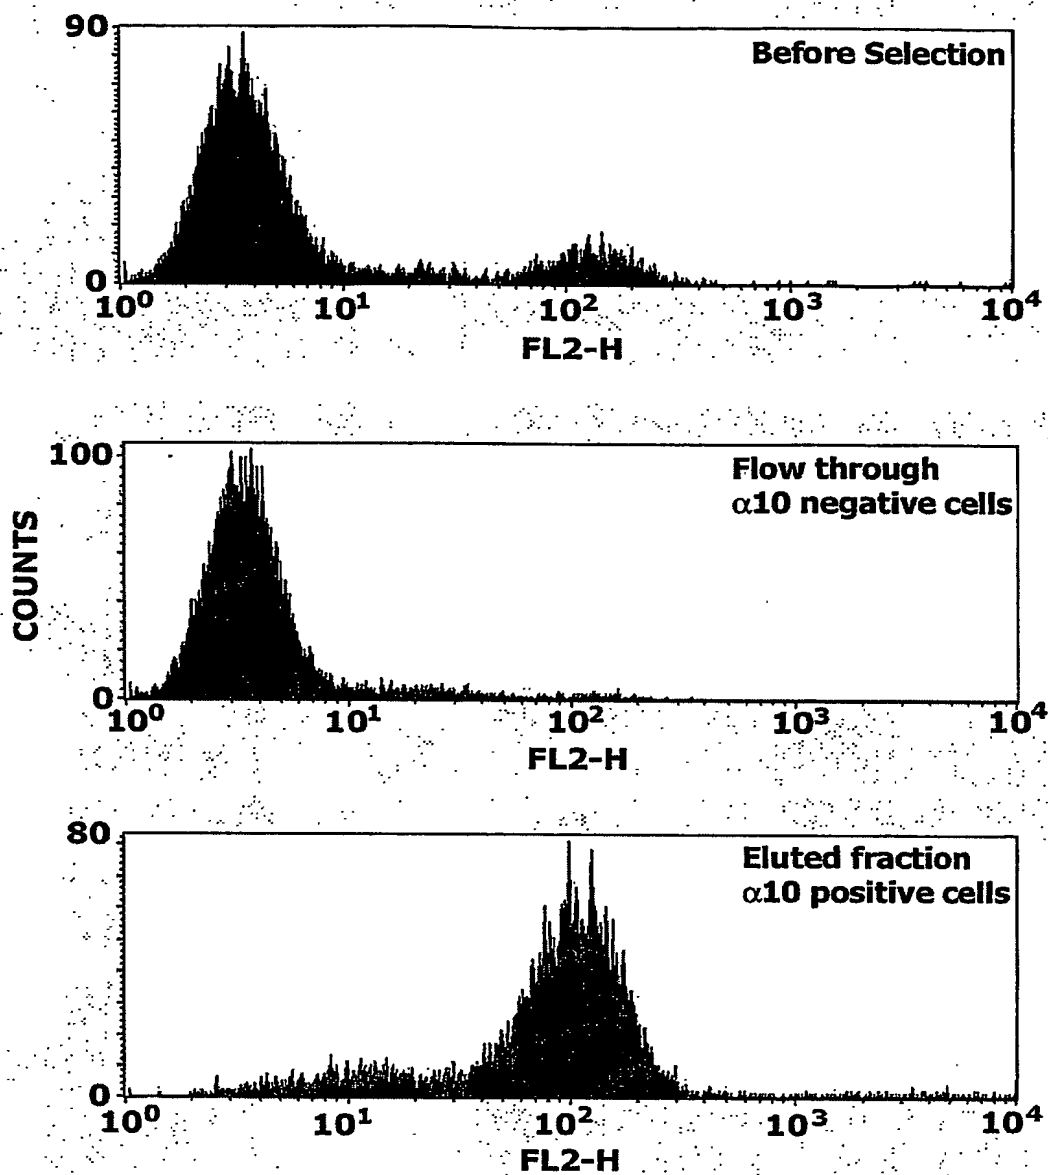 90
Before Selection
0
10⁰ 10¹ 10² 10³ 10⁴
FL2-H
100
Flow through
α10 negative cells
COUNTS
0
10⁰ 10¹ 10² 10³ 10⁴
FL2-H
80
Eluted fraction
α10 positive cells
0
10⁰ 10¹ 10² 10³ 10⁴
FL2-H